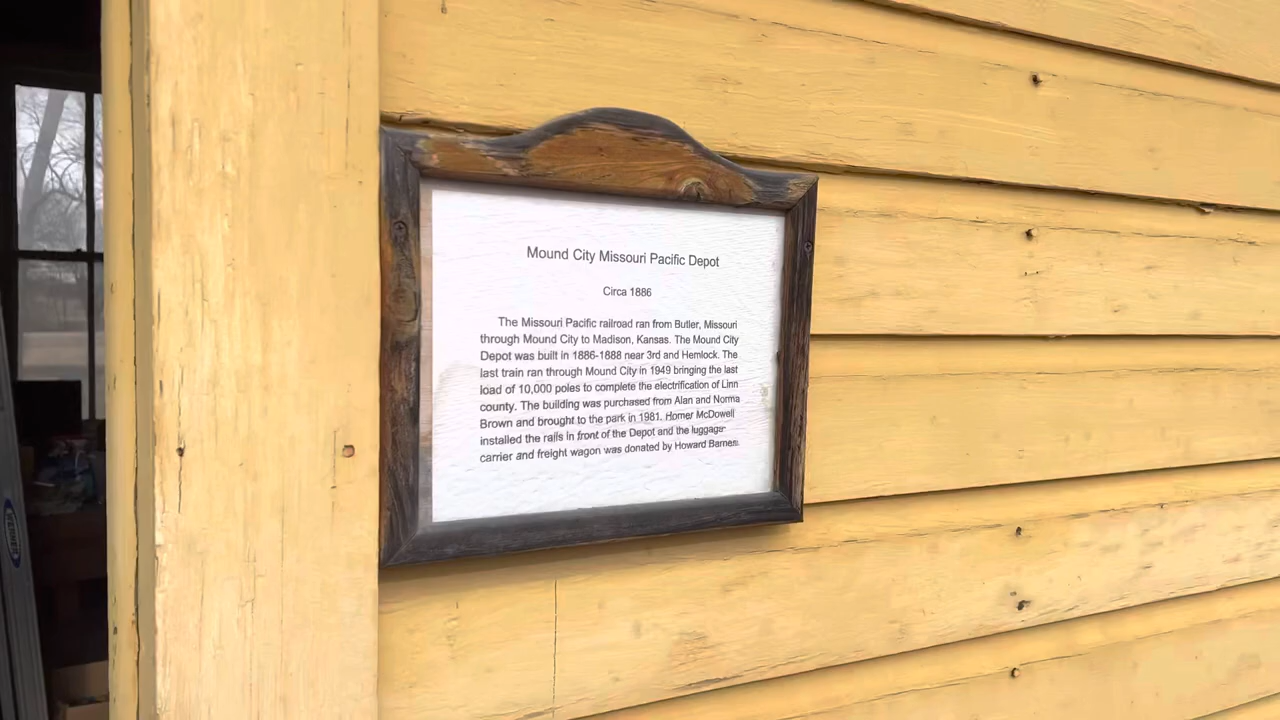 Mound City Missouri Pacific Depot
Circa 1886
The Missouri Pacific railroad ran from Butler, Missouri
through Mound City to Madison, Kansas. The Mound City
Depot was built in 1886-1888 near 3rd and Hemlock. The
last train ran through Mound City in 1949 bringing the last
load of 10,000 poles to complete the electrification of Linn
county. The building was purchased from Alan and Norma
Brown and brought to the park in 1981. Homer McDowell
installed the rails in front of the Depot and the luggage
carrier and freight wagon was donated by Howard Barnes.
WERNER